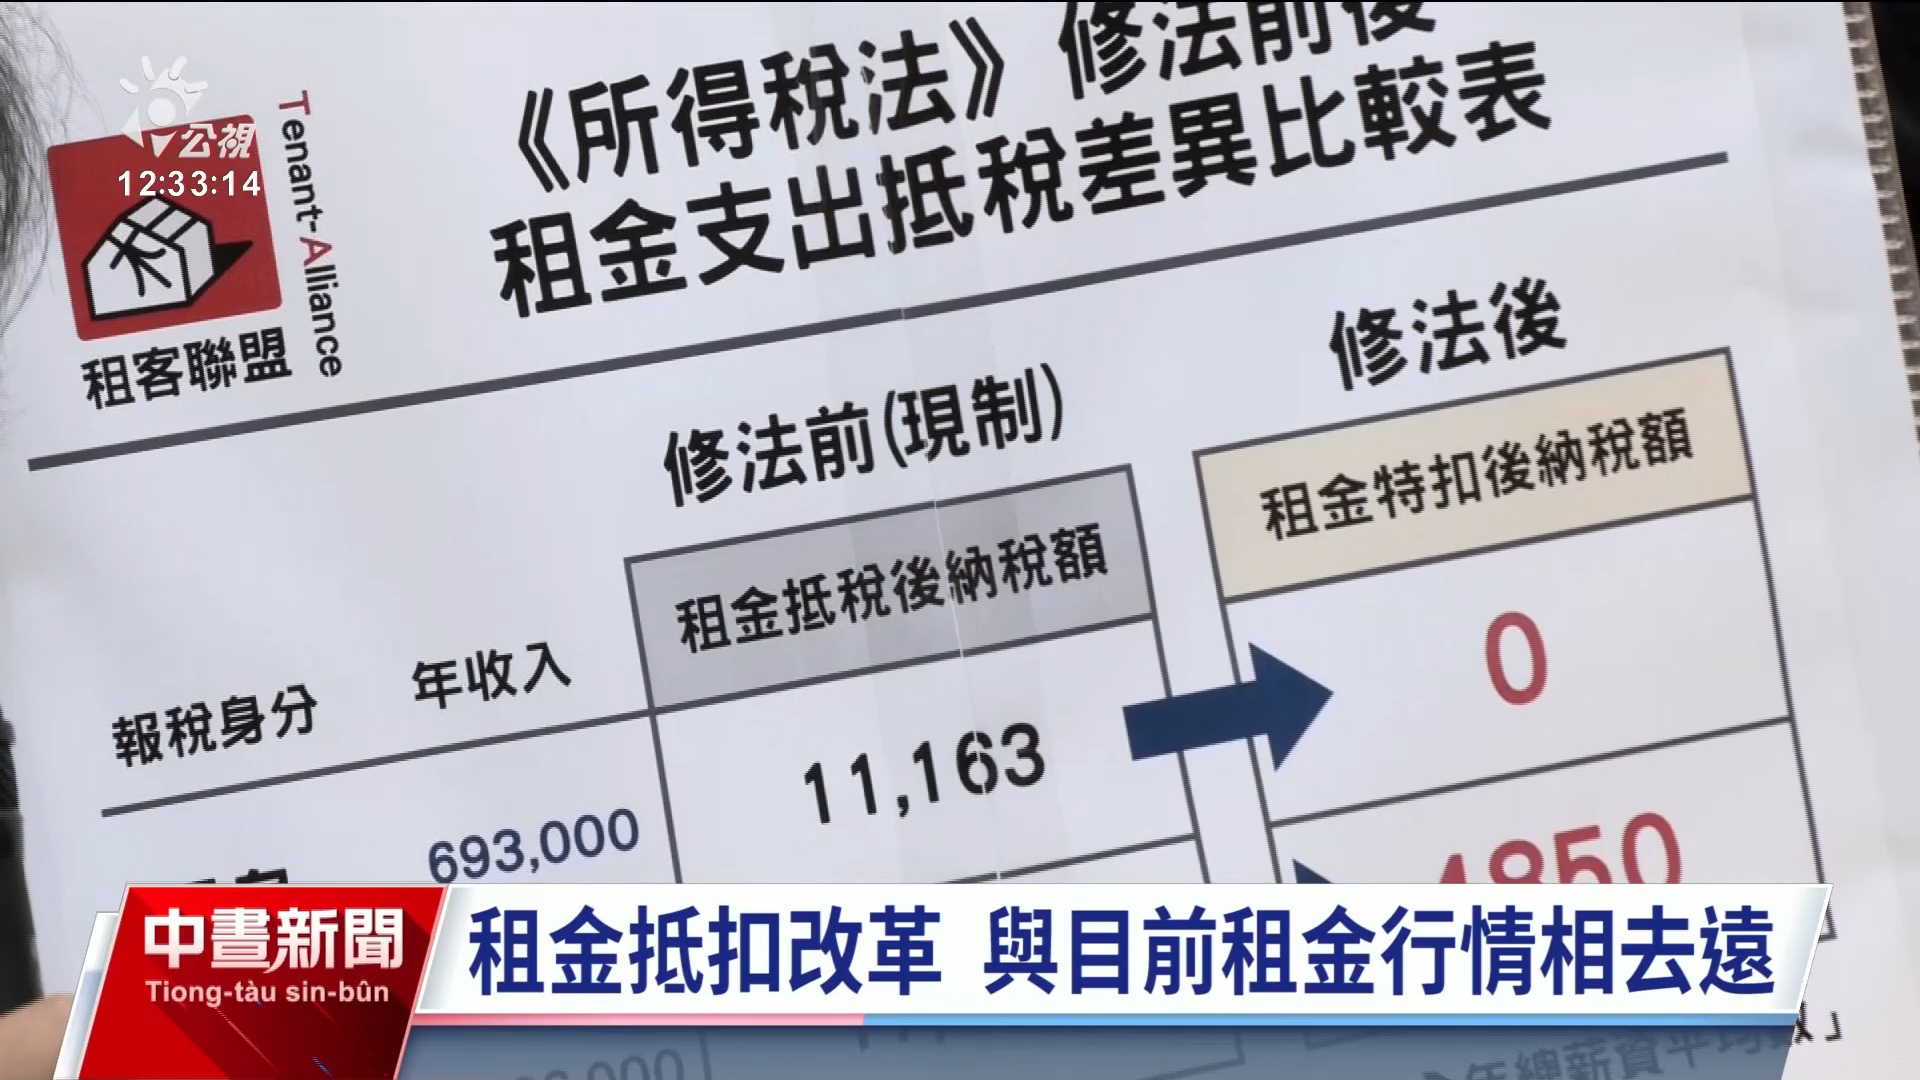 公視
12:33:14
Tenant-Alliance
租客聯盟
《所得稅法》修法前後
租金支出抵稅差異比較表
修法前(現制)
修法後
報稅身分
年收入
租金抵稅後納稅額
租金特扣後納稅額
693,000
11,163
0
4850
中晝新聞
Tiong-tàu sin-bûn
租金抵扣改革 與目前租金行情相去遠